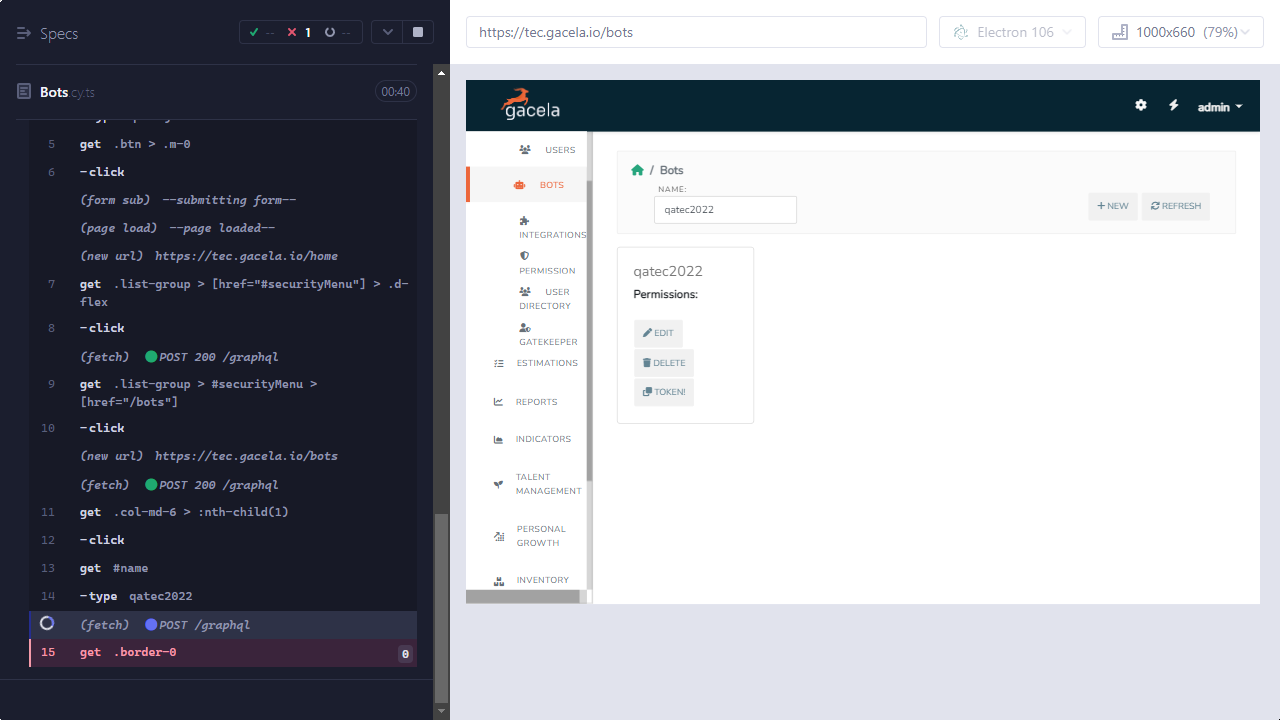 Specs
-- 1 --
Bots.cy.ts
00:40
5 get .btn > .m-0
6 -click
(form sub) --submitting form--
(page load) --page loaded--
(new url) https://tec.gacela.io/home
7 get .list-group > [href="#securityMenu"] > .d-
flex
8 -click
(fetch) POST 200 /graphql
9 get .list-group > #securityMenu >
[href="/bots"]
10 -click
(new url) https://tec.gacela.io/bots
(fetch) POST 200 /graphql
11 get .col-md-6 > :nth-child(1)
12 -click
13 get #name
14 -type qatec2022
(fetch) POST /graphql
15 get .border-0 0
https://tec.gacela.io/bots
Electron 106
1000x660 (79%)
gacela
admin
USERS
BOTS
INTEGRATIONS
PERMISSION
USER
DIRECTORY
GATEKEEPER
ESTIMATIONS
REPORTS
INDICATORS
TALENT
MANAGEMENT
PERSONAL
GROWTH
INVENTORY
/ Bots
NAME:
qatec2022
NEW
REFRESH
qatec2022
Permissions:
EDIT
DELETE
TOKEN!